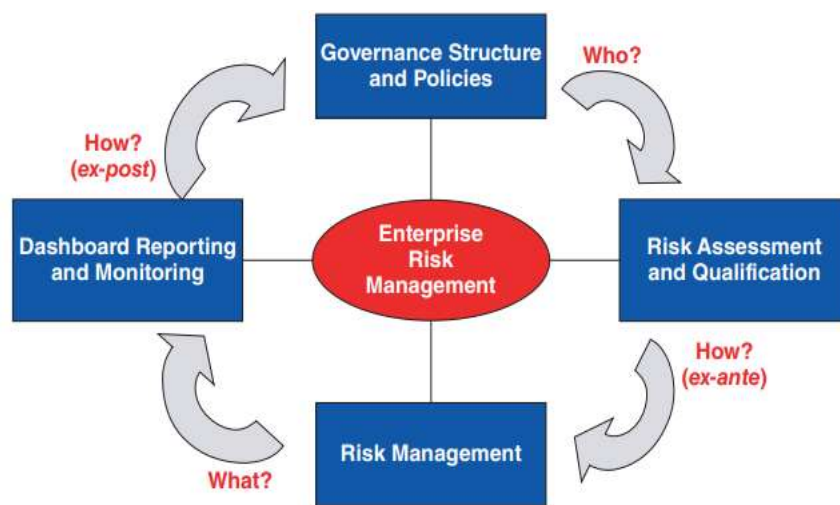 Governance Structure
and Policies
Who?
How?
(ex-post)
Dashboard Reporting
and Monitoring
Enterprise
Risk
Management
Risk Assessment
and Qualification
How?
(ex-ante)
Risk Management
What?